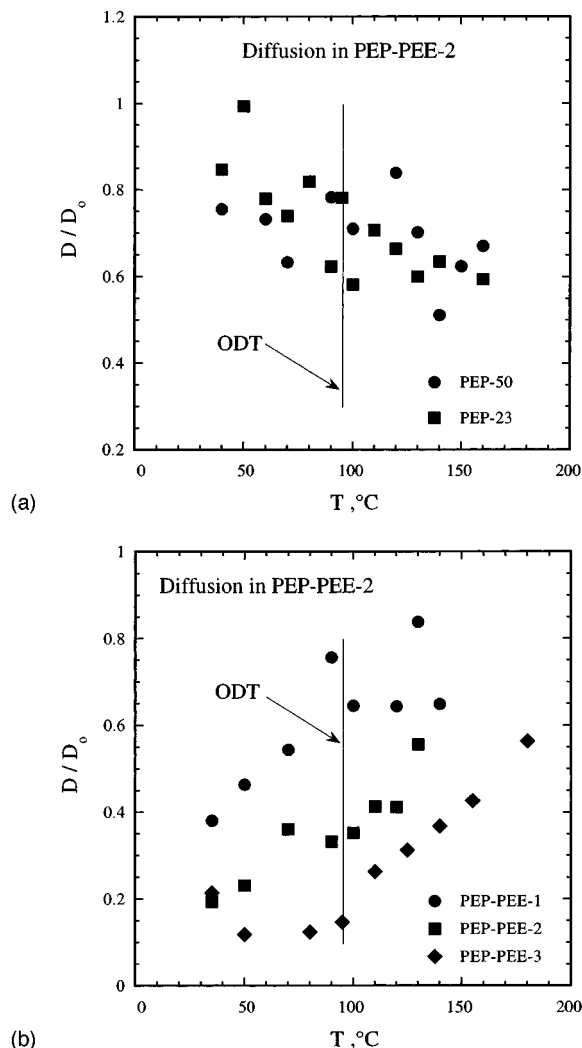 1.2
Diffusion in PEP-PEE-2
1
0.8
D / Do
0.6
ODT
0.4
PEP-50
PEP-23
0.2
0 50 100 150 200
(a)
T ,°C
1
Diffusion in PEP-PEE-2
0.8
ODT
0.6
D / Do
0.4
0.2
PEP-PEE-1
PEP-PEE-2
PEP-PEE-3
0
0 50 100 150 200
(b)
T ,°C